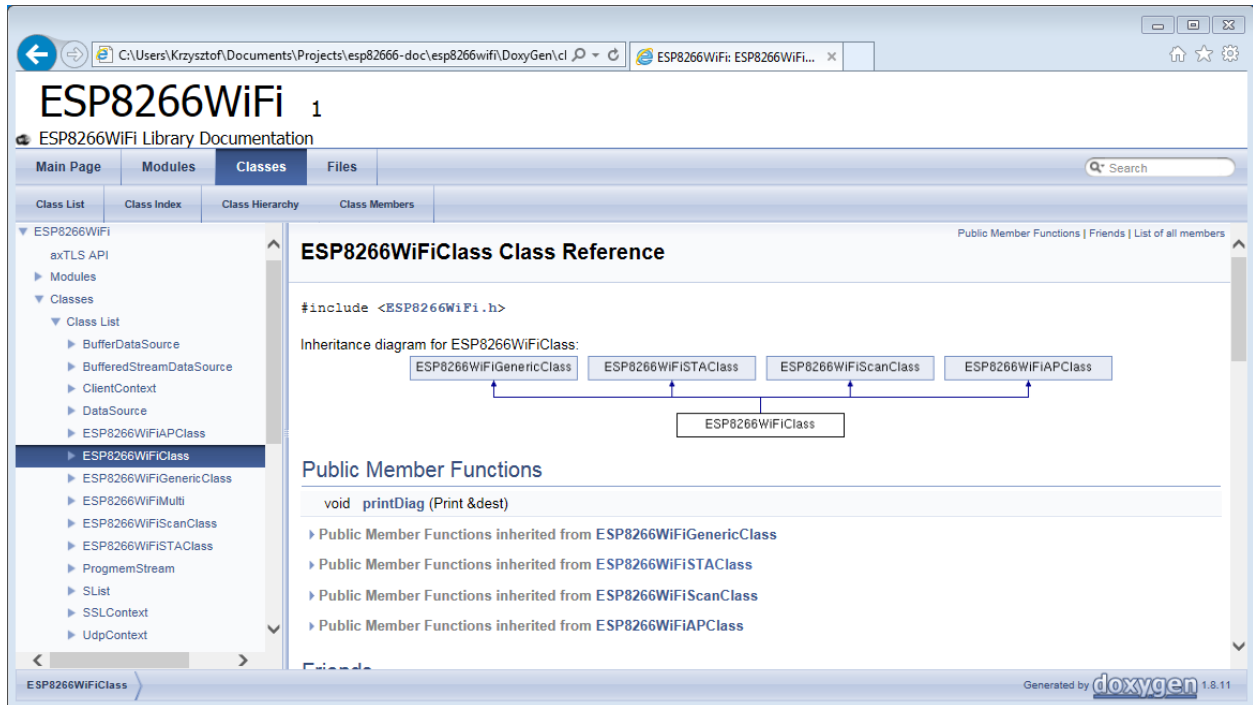 C:\Users\Krzysztof\Documents\Projects\esp82666-doc\esp8266wifi\DoxyGen\cl
ESP8266WiFi: ESP8266WiFi...
ESP8266WiFi 1
ESP8266WiFi Library Documentation
Main Page Modules Classes Files
Search
Class List Class Index Class Hierarchy Class Members
ESP8266WiFi
axTLS API
Modules
Classes
Class List
BufferDataSource
BufferedStreamDataSource
ClientContext
DataSource
ESP8266WiFiAPClass
ESP8266WiFiClass
ESP8266WiFiGenericClass
ESP8266WiFiMulti
ESP8266WiFiScanClass
ESP8266WiFiSTAClass
ProgmemStream
SList
SSLContext
UdpContext
Public Member Functions | Friends | List of all members
ESP8266WiFiClass Class Reference
#include <ESP8266WiFi.h>
Inheritance diagram for ESP8266WiFiClass:
ESP8266WiFiGenericClass ESP8266WiFiSTAClass ESP8266WiFiScanClass ESP8266WiFiAPClass
ESP8266WiFiClass
Public Member Functions
void printDiag (Print &dest)
Public Member Functions inherited from ESP8266WiFiGenericClass
Public Member Functions inherited from ESP8266WiFiSTAClass
Public Member Functions inherited from ESP8266WiFiScanClass
Public Member Functions inherited from ESP8266WiFiAPClass
Friends
ESP8266WiFiClass
Generated by doxygen 1.8.11